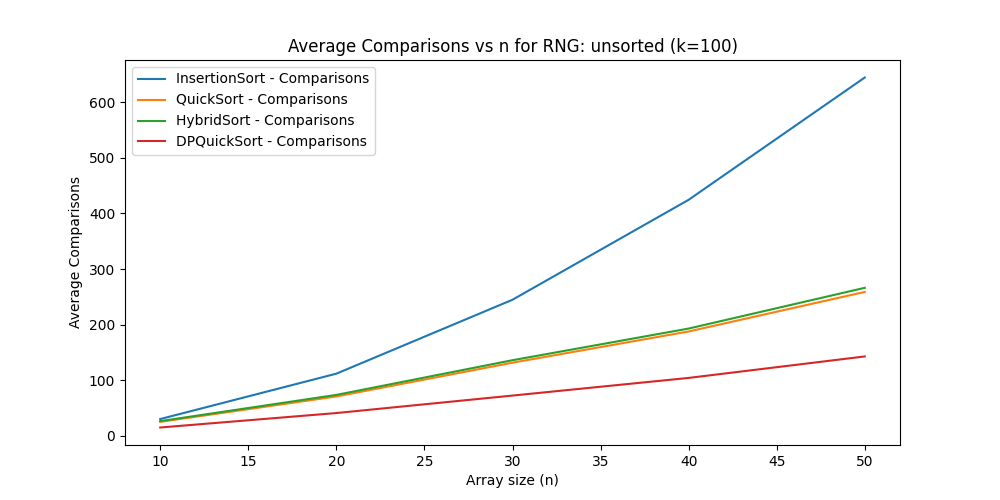 Average Comparisons vs n for RNG: unsorted (k=100)
InsertionSort - Comparisons
QuickSort - Comparisons
HybridSort - Comparisons
DPQuickSort - Comparisons
Average Comparisons
600
500
400
300
200
100
0
10 15 20 25 30 35 40 45 50
Array size (n)